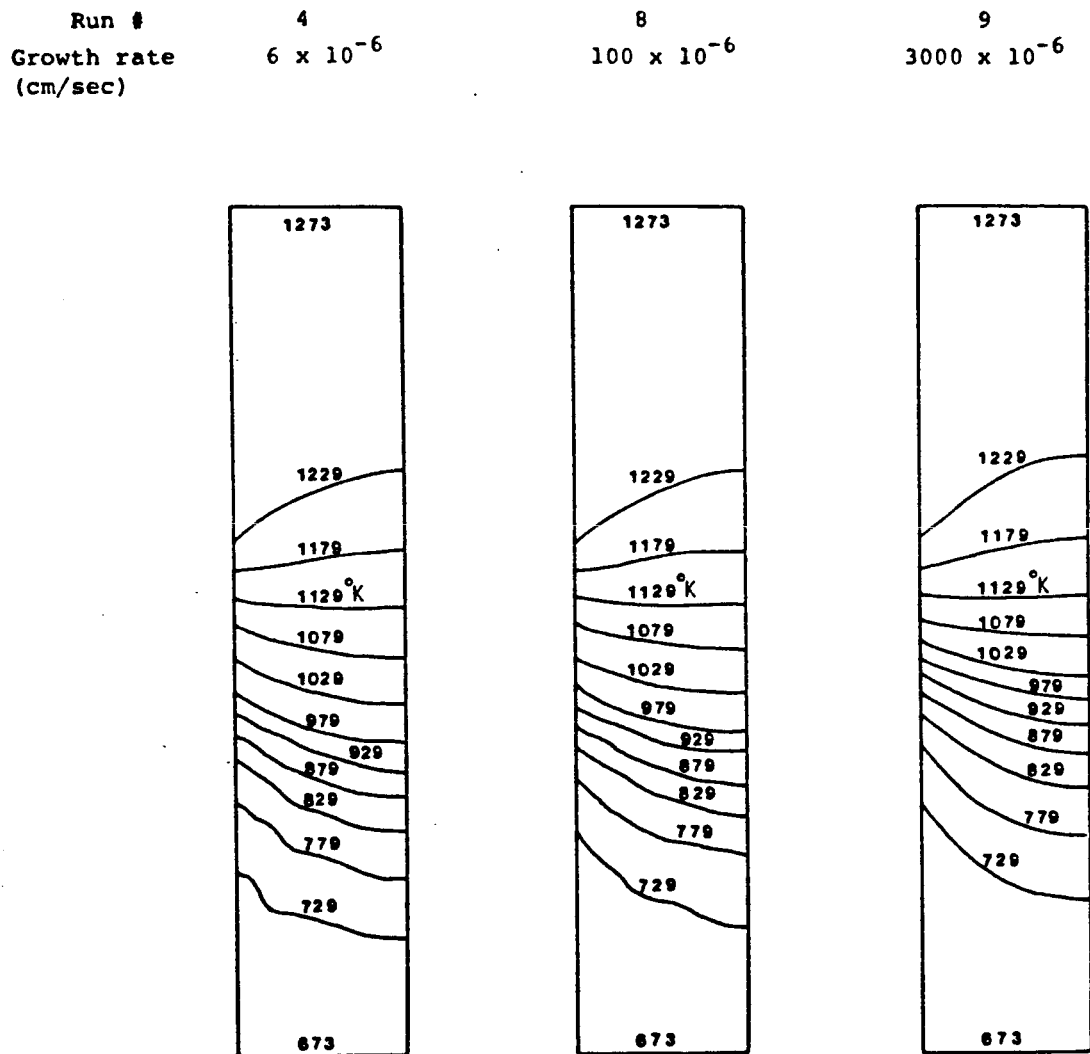 Run # 4 8 9
Growth rate 6 x 10^-6 100 x 10^-6 3000 x 10^-6
(cm/sec)
1273 1273 1273
1229 1229 1229
1179 1179 1179
1129°K 1129°K 1129°K
1079 1079 1079
1029 1029 1029
979 979 979
929 929 929
879 879 879
829 829 829
779 779 779
729 729 729
673 673 673